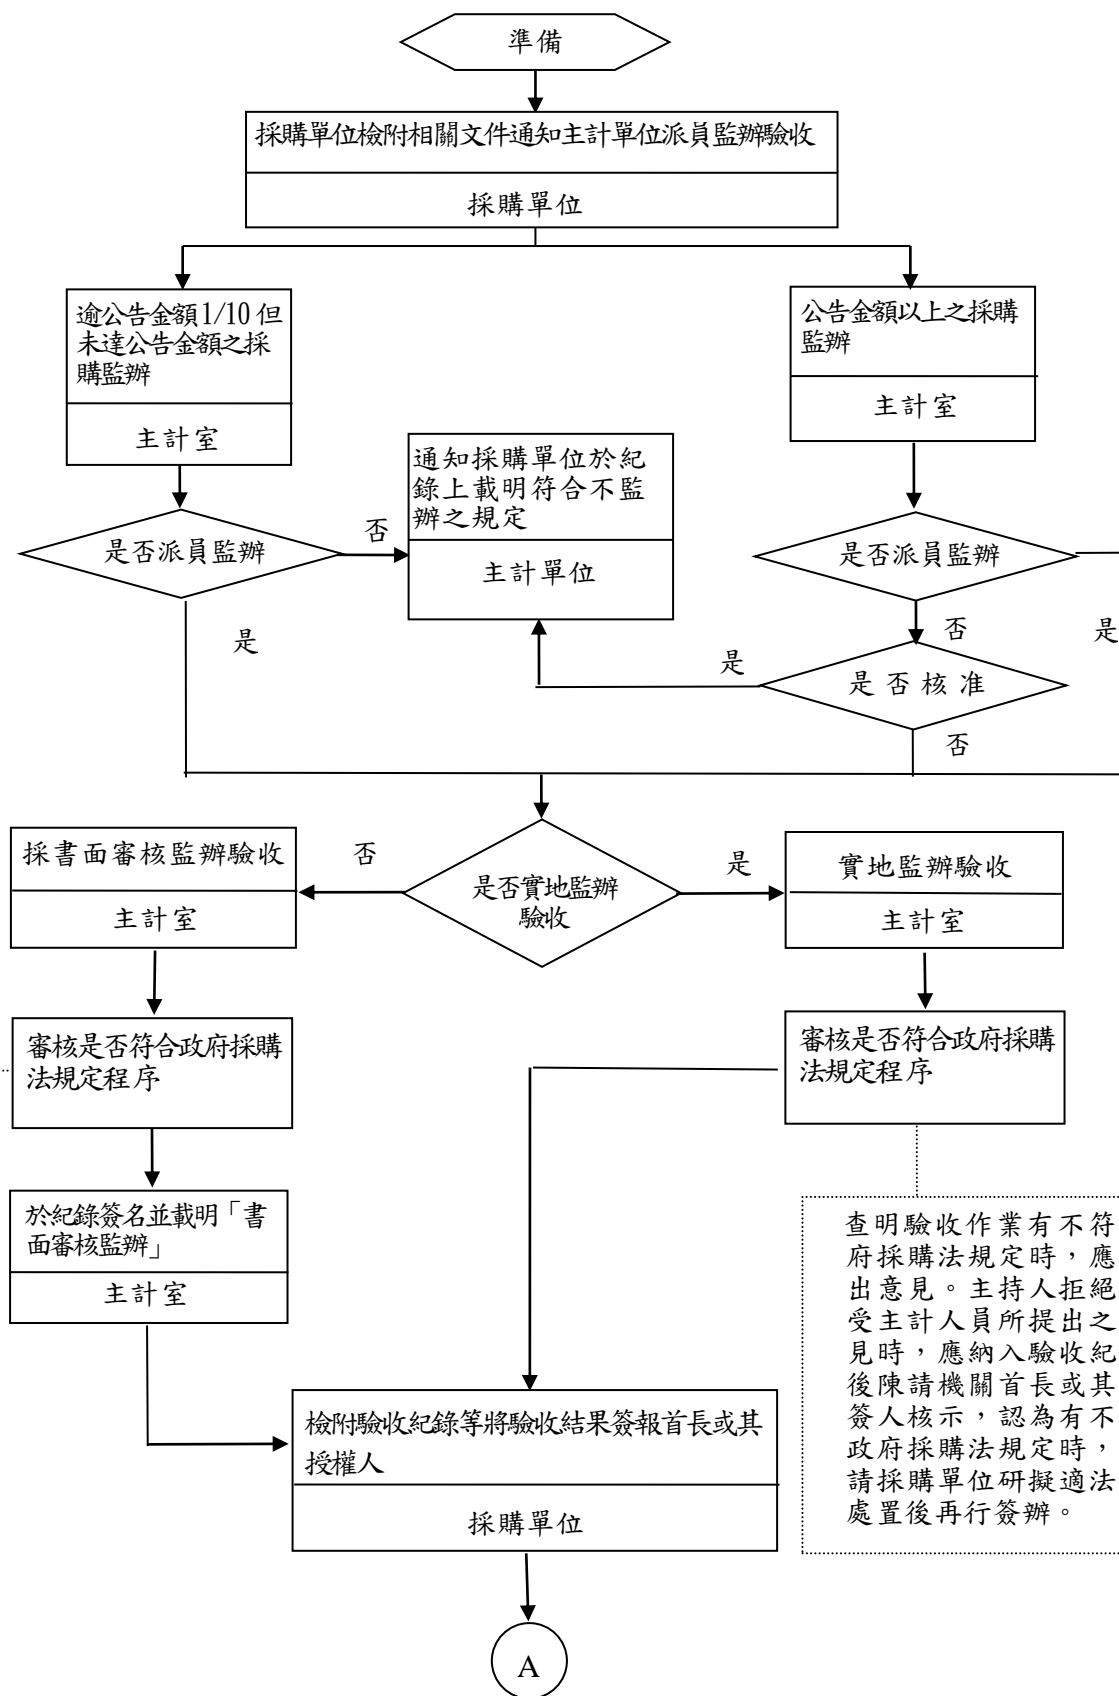 準備
採購單位檢附相關文件通知主計單位派員監辦驗收
採購單位
逾公告金額1/10但
未達公告金額之採
購監辦
主計室
公告金額以上之採購
監辦
主計室
通知採購單位於紀
錄上載明符合不監
辦之規定
主計單位
是否派員監辦
否
是
是否派員監辦
否
是
是否核准
是
否
是否實地監辦
驗收
否
是
採書面審核監辦驗收
主計室
實地監辦驗收
主計室
審核是否符合政府採購
法規定程序
審核是否符合政府採購
法規定程序
於紀錄簽名並載明「書
面審核監辦」
主計室
查明驗收作業有不符
府採購法規定時，應
出意見。主持人拒絕
受主計人員所提出之
見時，應納入驗收紀
後陳請機關首長或其
簽人核示，認為有不
政府採購法規定時，
請採購單位研擬適法
處置後再行簽辦。
檢附驗收紀錄等將驗收結果簽報首長或其
授權人
採購單位
A